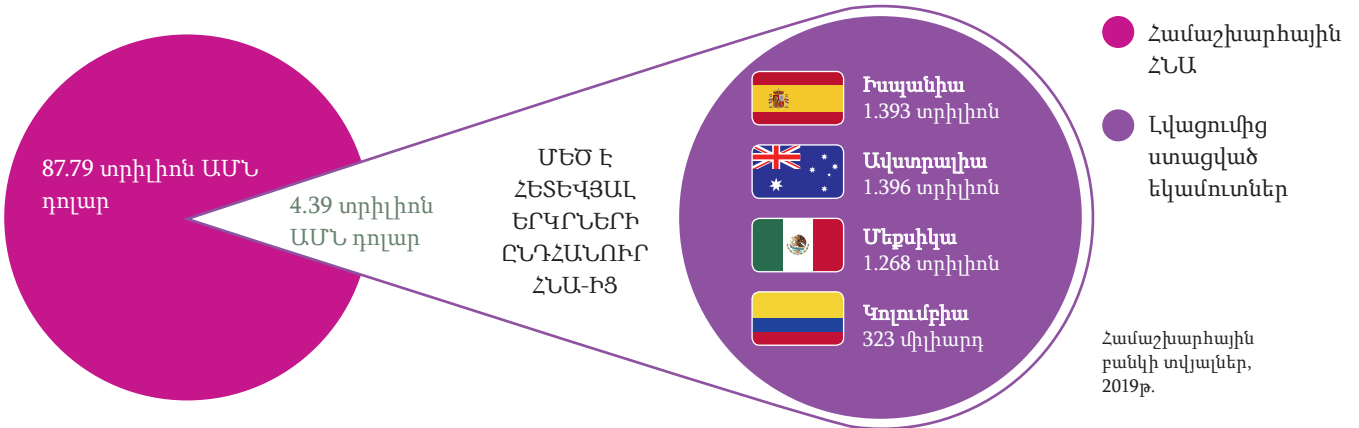 87.79 տրիլիոն ԱՄՆ
դոլար
4.39 տրիլիոն
ԱՄՆ դոլար
ՄԵԾ Է
ՀԵՏԵՎՅԱԼ
ԵՐԿՐՆԵՐԻ
ԸՆԴՀԱՆՈՒՐ
ՀՆԱ-ԻՑ
Իսպանիա
1.393 տրիլիոն
Ավստրալիա
1.396 տրիլիոն
Մեքսիկա
1.268 տրիլիոն
Կոլումբիա
323 միլիարդ
Համաշխարհային
ՀՆԱ
Լվացումից
ստացված
եկամուտներ
Համաշխարհային
բանկի տվյալներ,
2019թ.